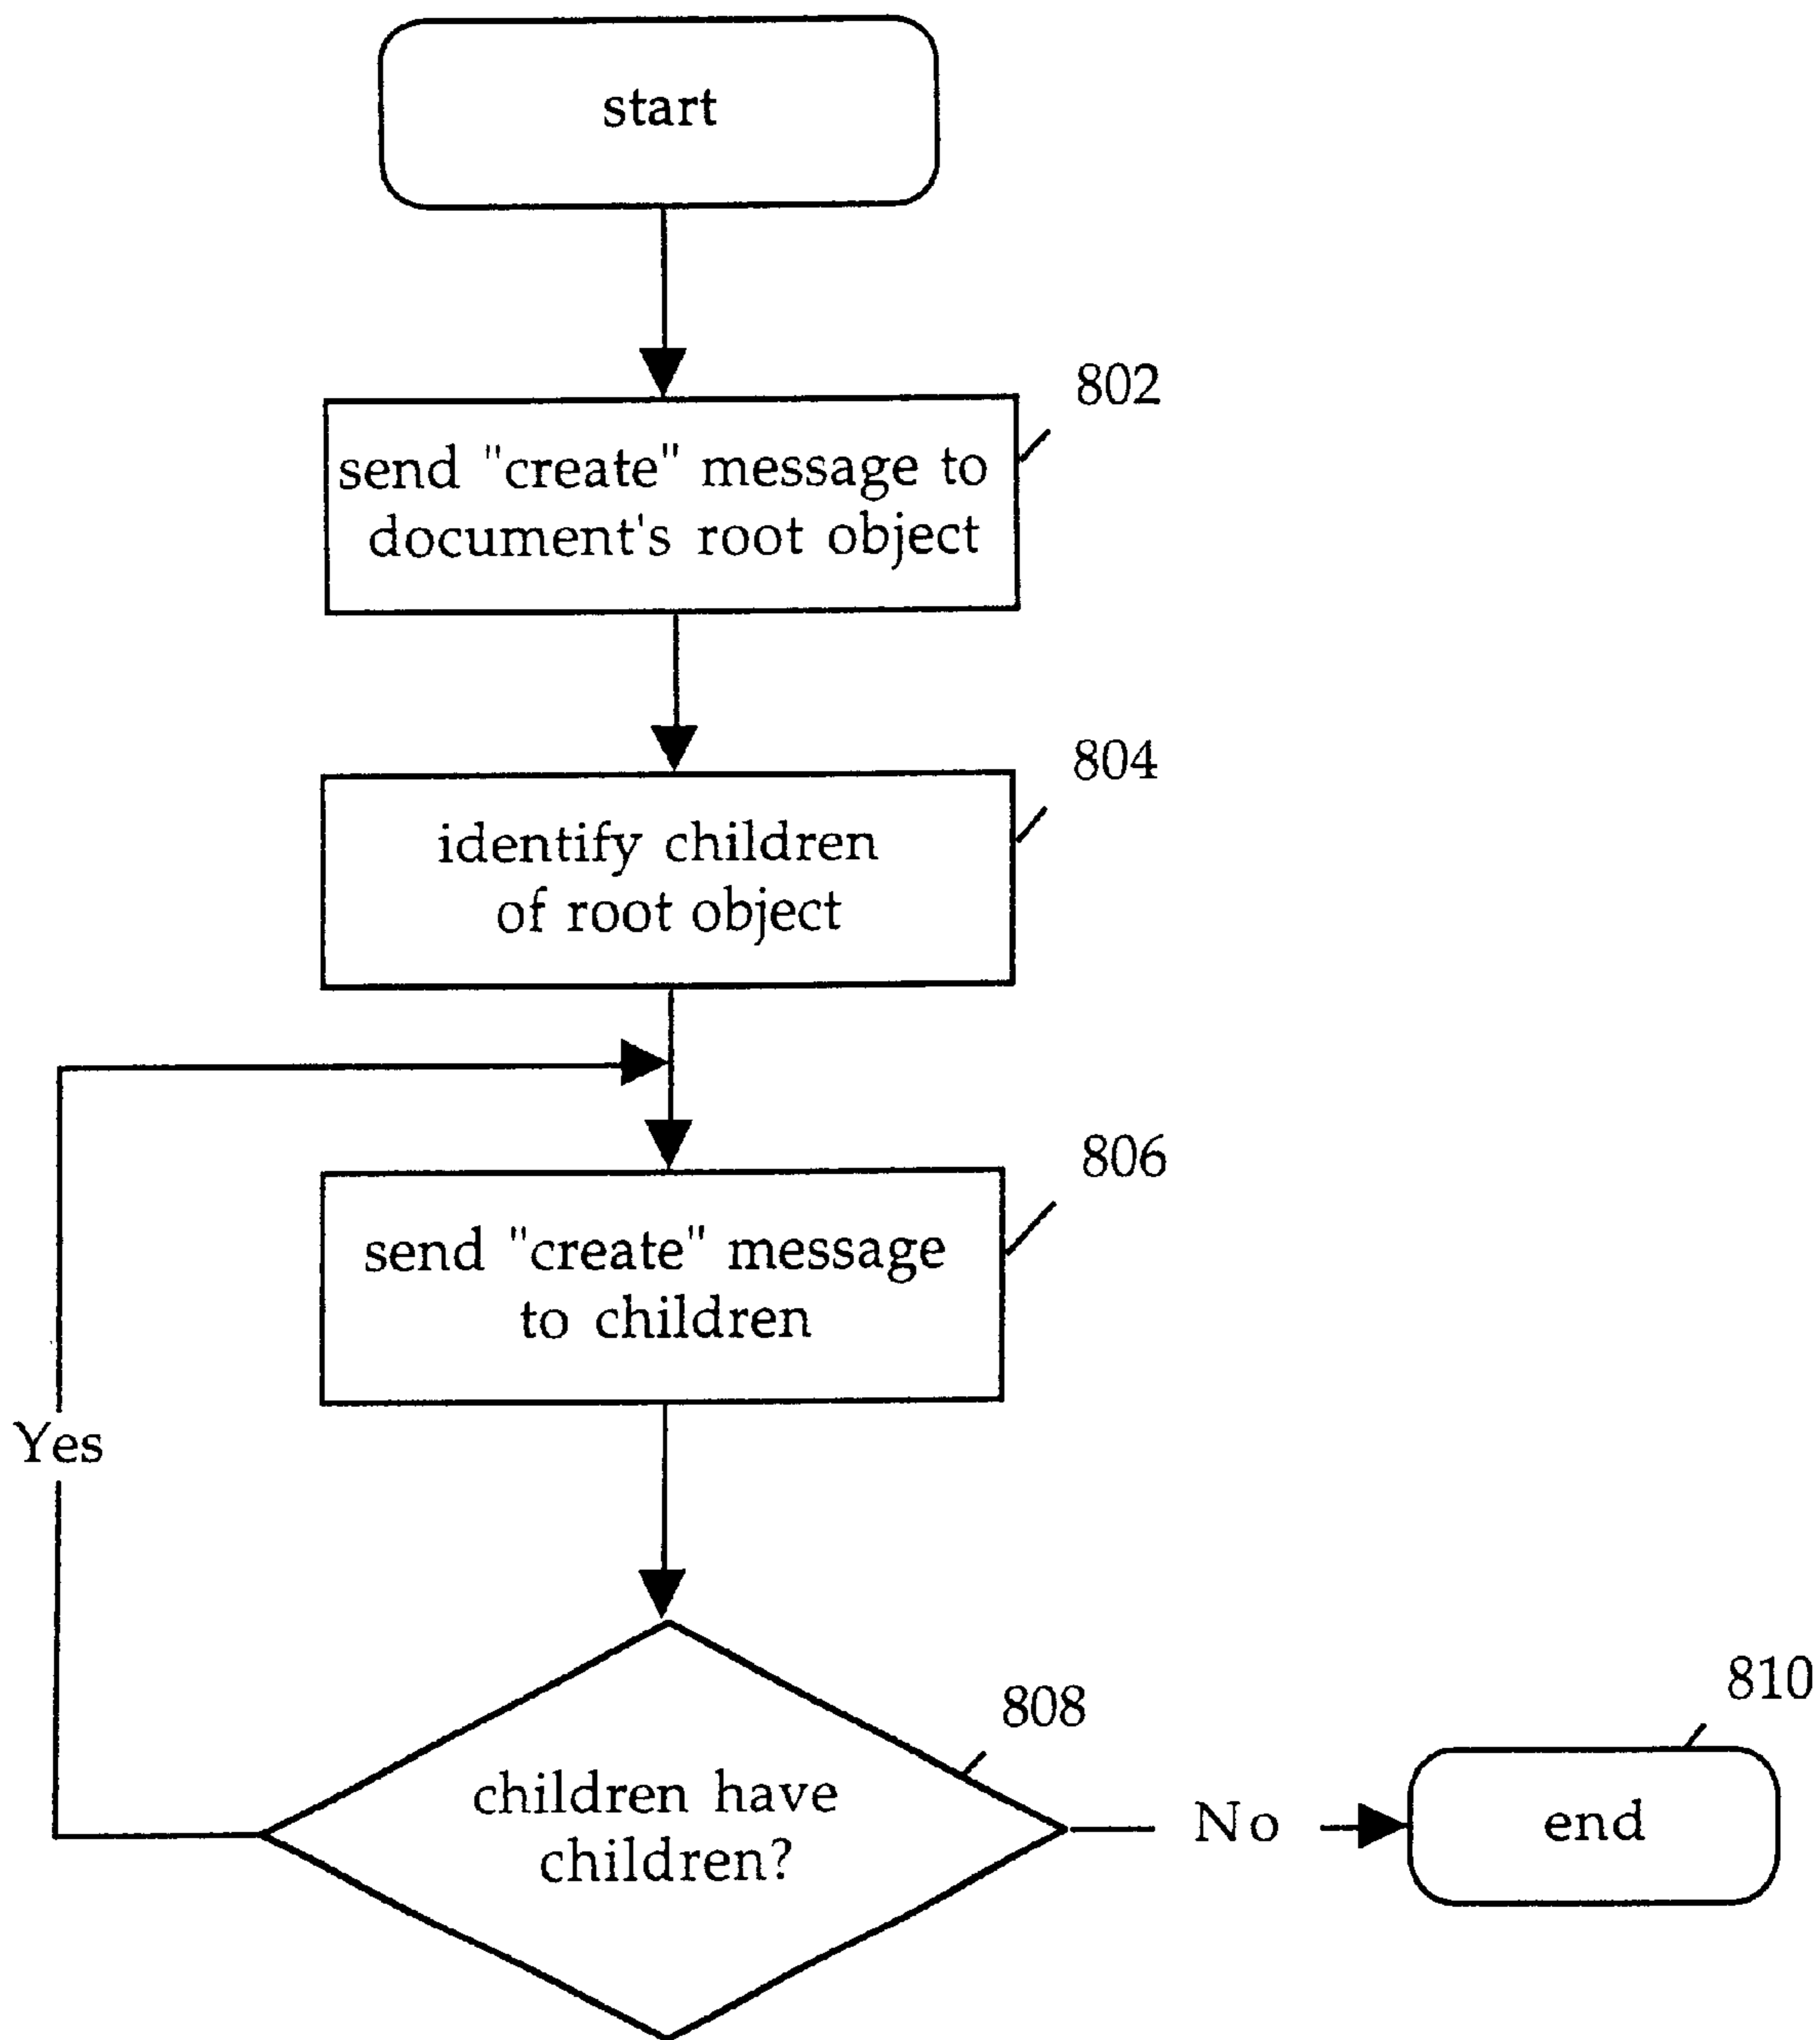 start
802
send "create" message to
document's root object
804
identify children
of root object
806
send "create" message
to children
Yes
808
children have
children?
No
810
end